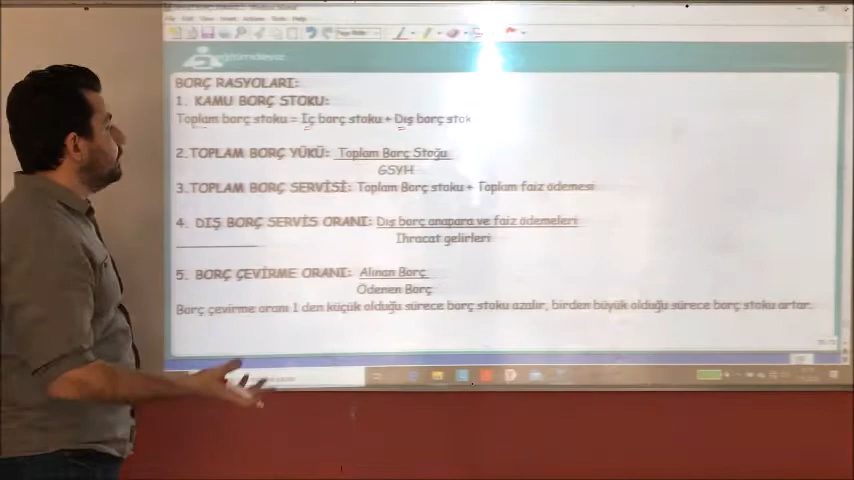 eğitimdeyiz
BORÇ RASYOLARI:
1. KAMU BORÇ STOKU:
Toplam borç stoku = İç borç stoku + Dış borç stok
2.TOPLAM BORÇ YÜKÜ: Toplam Borç Stoğu
GSYH
3.TOPLAM BORÇ SERVİSİ: Toplam Borç stoku + Toplam faiz ödemesi
4. DIŞ BORÇ SERVİS ORANI: Dış borç anapara ve faiz ödemeleri
İhracat gelirleri
5. BORÇ ÇEVİRME ORANI: Alınan Borç
Ödenen Borç
Borç çevirme oranı 1 den küçük olduğu sürece borç stoku azalır, birden büyük olduğu sürece borç stoku artar.